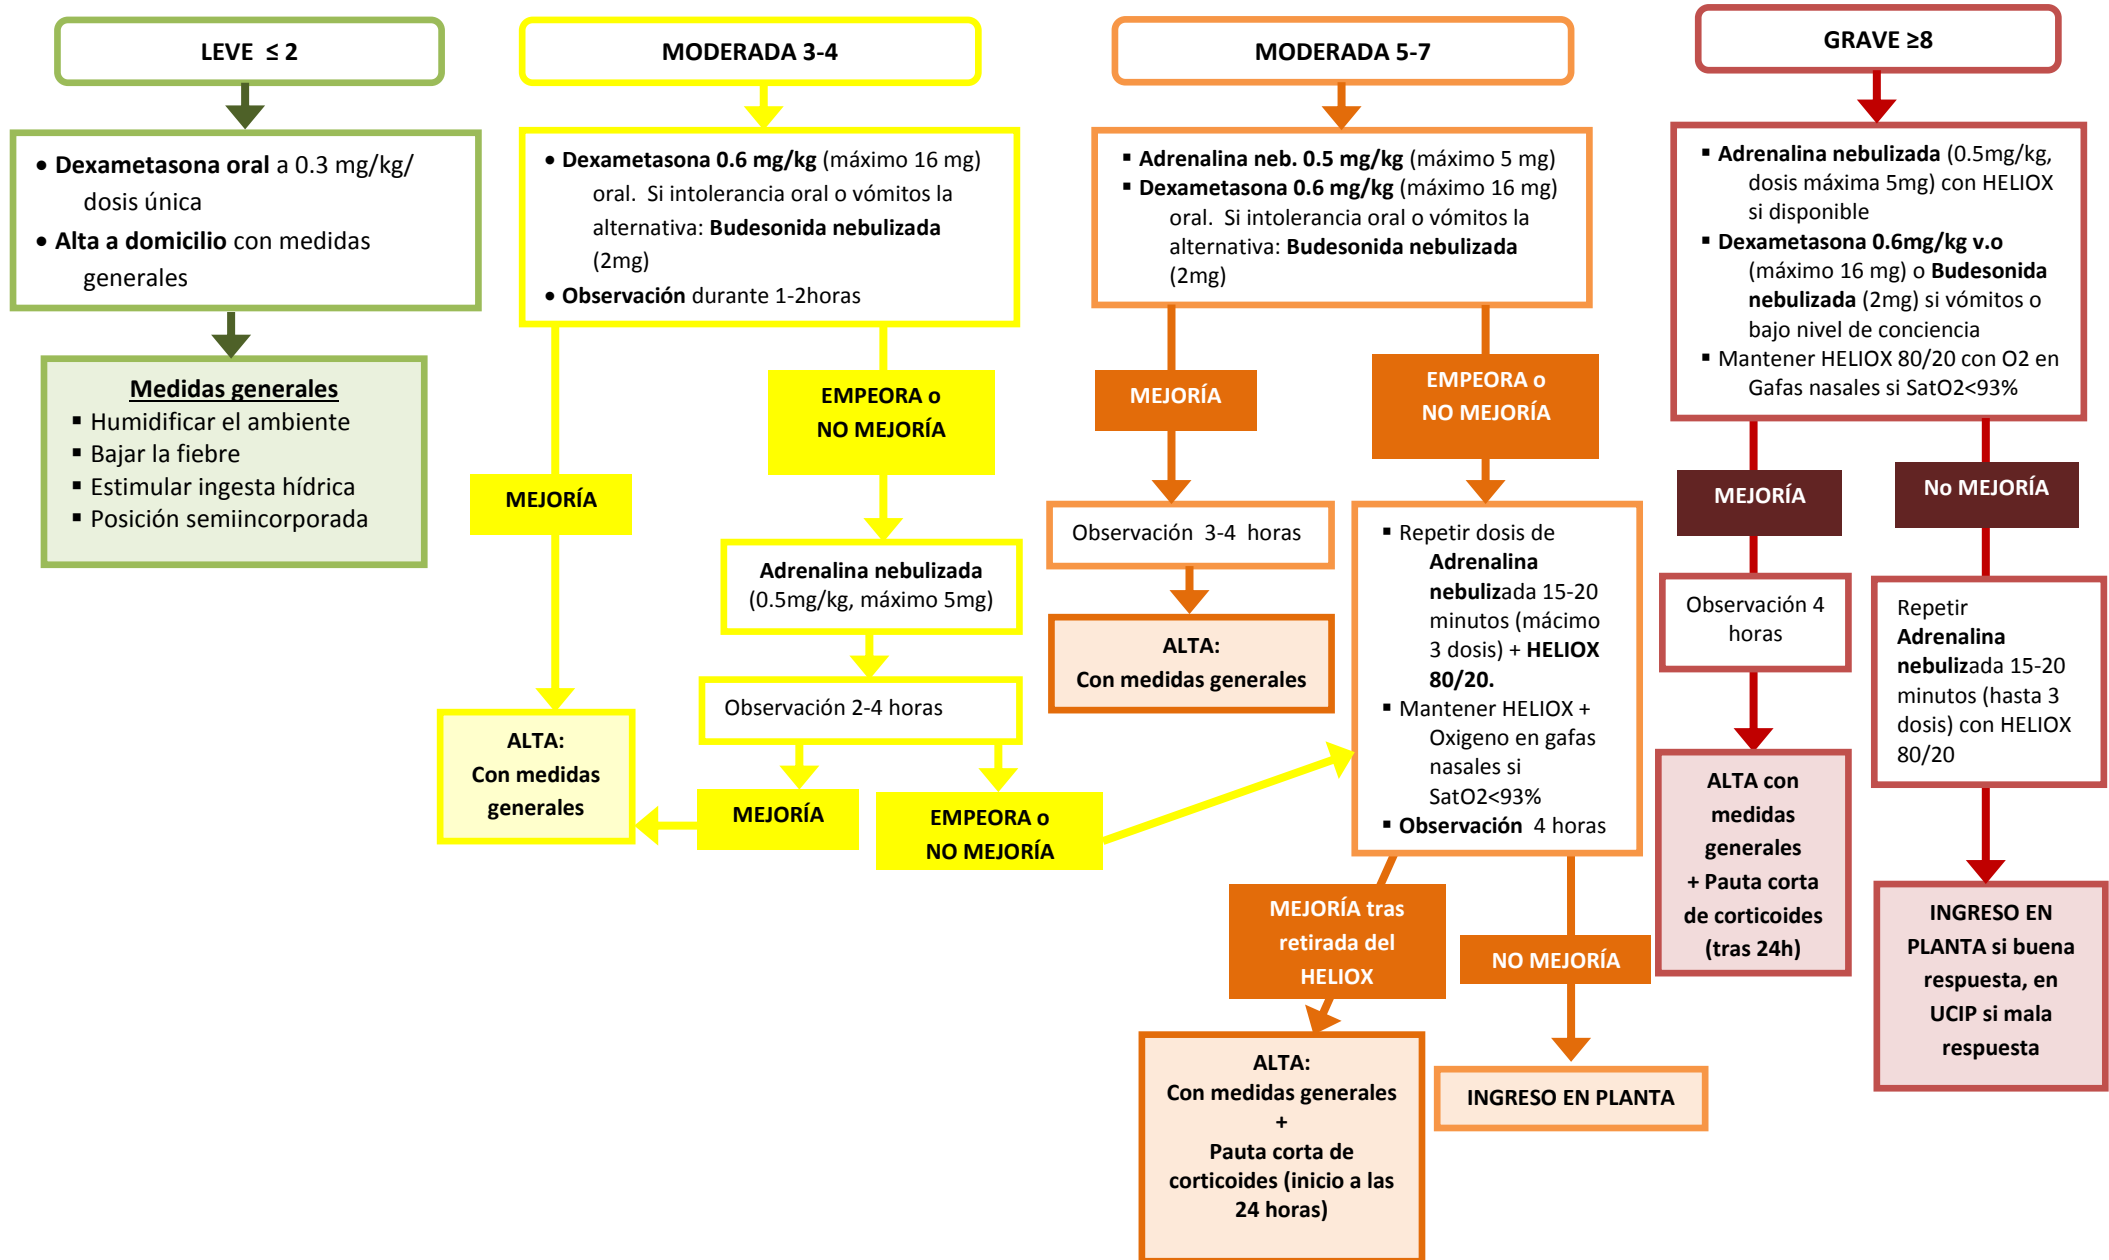 LEVE ≤ 2
• Dexametasona oral a 0.3 mg/kg/
dosis única
• Alta a domicilio con medidas
generales
Medidas generales
▪ Humidificar el ambiente
▪ Bajar la fiebre
▪ Estimular ingesta hídrica
▪ Posición semiincorporada
MODERADA 3-4
• Dexametasona 0.6 mg/kg (máximo 16 mg)
oral. Si intolerancia oral o vómitos la
alternativa: Budesonida nebulizada
(2mg)
• Observación durante 1-2horas
MEJORÍA
EMPEORA o
NO MEJORÍA
Adrenalina nebulizada
(0.5mg/kg, máximo 5mg)
Observación 2-4 horas
ALTA:
Con medidas
generales
MEJORÍA
EMPEORA o
NO MEJORÍA
MODERADA 5-7
▪ Adrenalina neb. 0.5 mg/kg (máximo 5 mg)
▪ Dexametasona 0.6 mg/kg (máximo 16 mg)
oral. Si intolerancia oral o vómitos la
alternativa: Budesonida nebulizada
(2mg)
MEJORÍA
EMPEORA o
NO MEJORÍA
Observación 3-4 horas
ALTA:
Con medidas generales
▪ Repetir dosis de
Adrenalina
nebulizada 15-20
minutos (mácimo
3 dosis) + HELIOX
80/20.
▪ Mantener HELIOX +
Oxigeno en gafas
nasales si
SatO2<93%
▪ Observación 4 horas
MEJORÍA tras
retirada del
HELIOX
NO MEJORÍA
ALTA:
Con medidas generales
+
Pauta corta de
corticoides (inicio a las
24 horas)
INGRESO EN PLANTA
GRAVE ≥8
▪ Adrenalina nebulizada (0.5mg/kg,
dosis máxima 5mg) con HELIOX
si disponible
▪ Dexametasona 0.6mg/kg v.o
(máximo 16 mg) o Budesonida
nebulizada (2mg) si vómitos o
bajo nivel de conciencia
▪ Mantener HELIOX 80/20 con O2 en
Gafas nasales si SatO2<93%
MEJORÍA
No MEJORÍA
Observación 4
horas
Repetir
Adrenalina
nebulizada 15-20
minutos (hasta 3
dosis) con HELIOX
80/20
ALTA con
medidas
generales
+ Pauta corta
de corticoides
(tras 24h)
INGRESO EN
PLANTA si buena
respuesta, en
UCIP si mala
respuesta